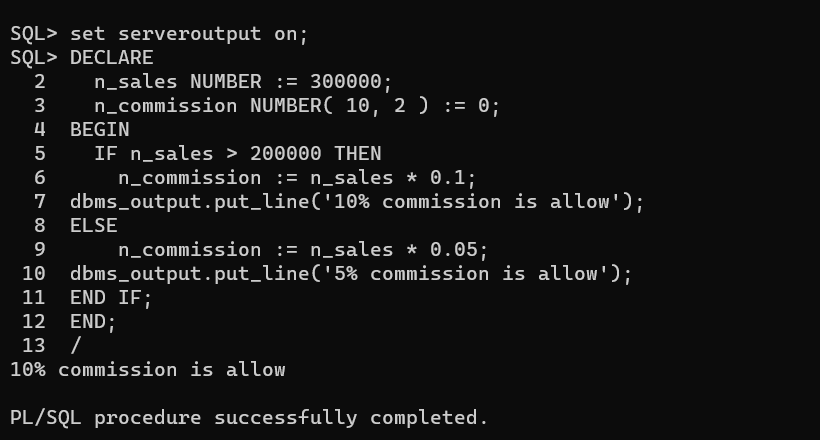 SQL> set serveroutput on;
SQL> DECLARE
  2    n_sales NUMBER := 300000;
  3    n_commission NUMBER( 10, 2 ) := 0;
  4  BEGIN
  5    IF n_sales > 200000 THEN
  6      n_commission := n_sales * 0.1;
  7  dbms_output.put_line('10% commission is allow');
  8  ELSE
  9      n_commission := n_sales * 0.05;
 10  dbms_output.put_line('5% commission is allow');
 11  END IF;
 12  END;
 13  /
10% commission is allow

PL/SQL procedure successfully completed.